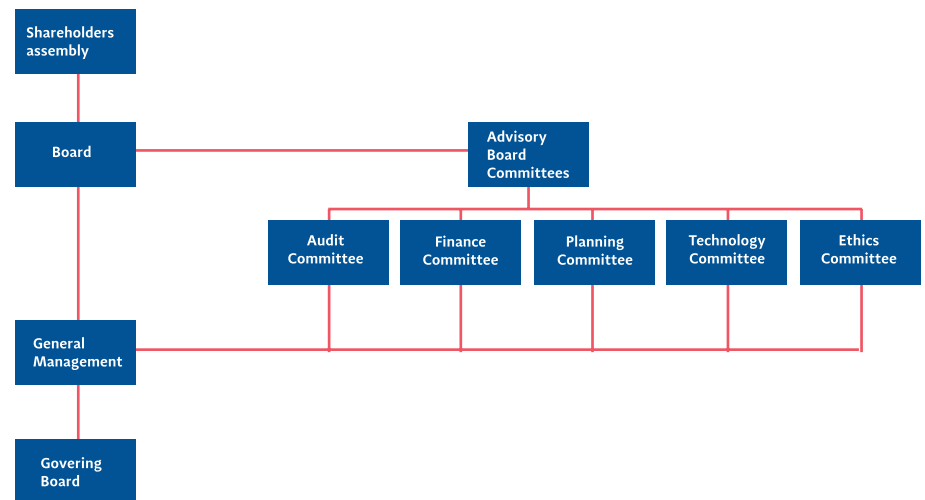 Shareholders
assembly
Board
Advisory
Board
Committees
Audit
Committee
Finance
Committee
Planning
Committee
Technology
Committee
Ethics
Committee
General
Management
Govering
Board